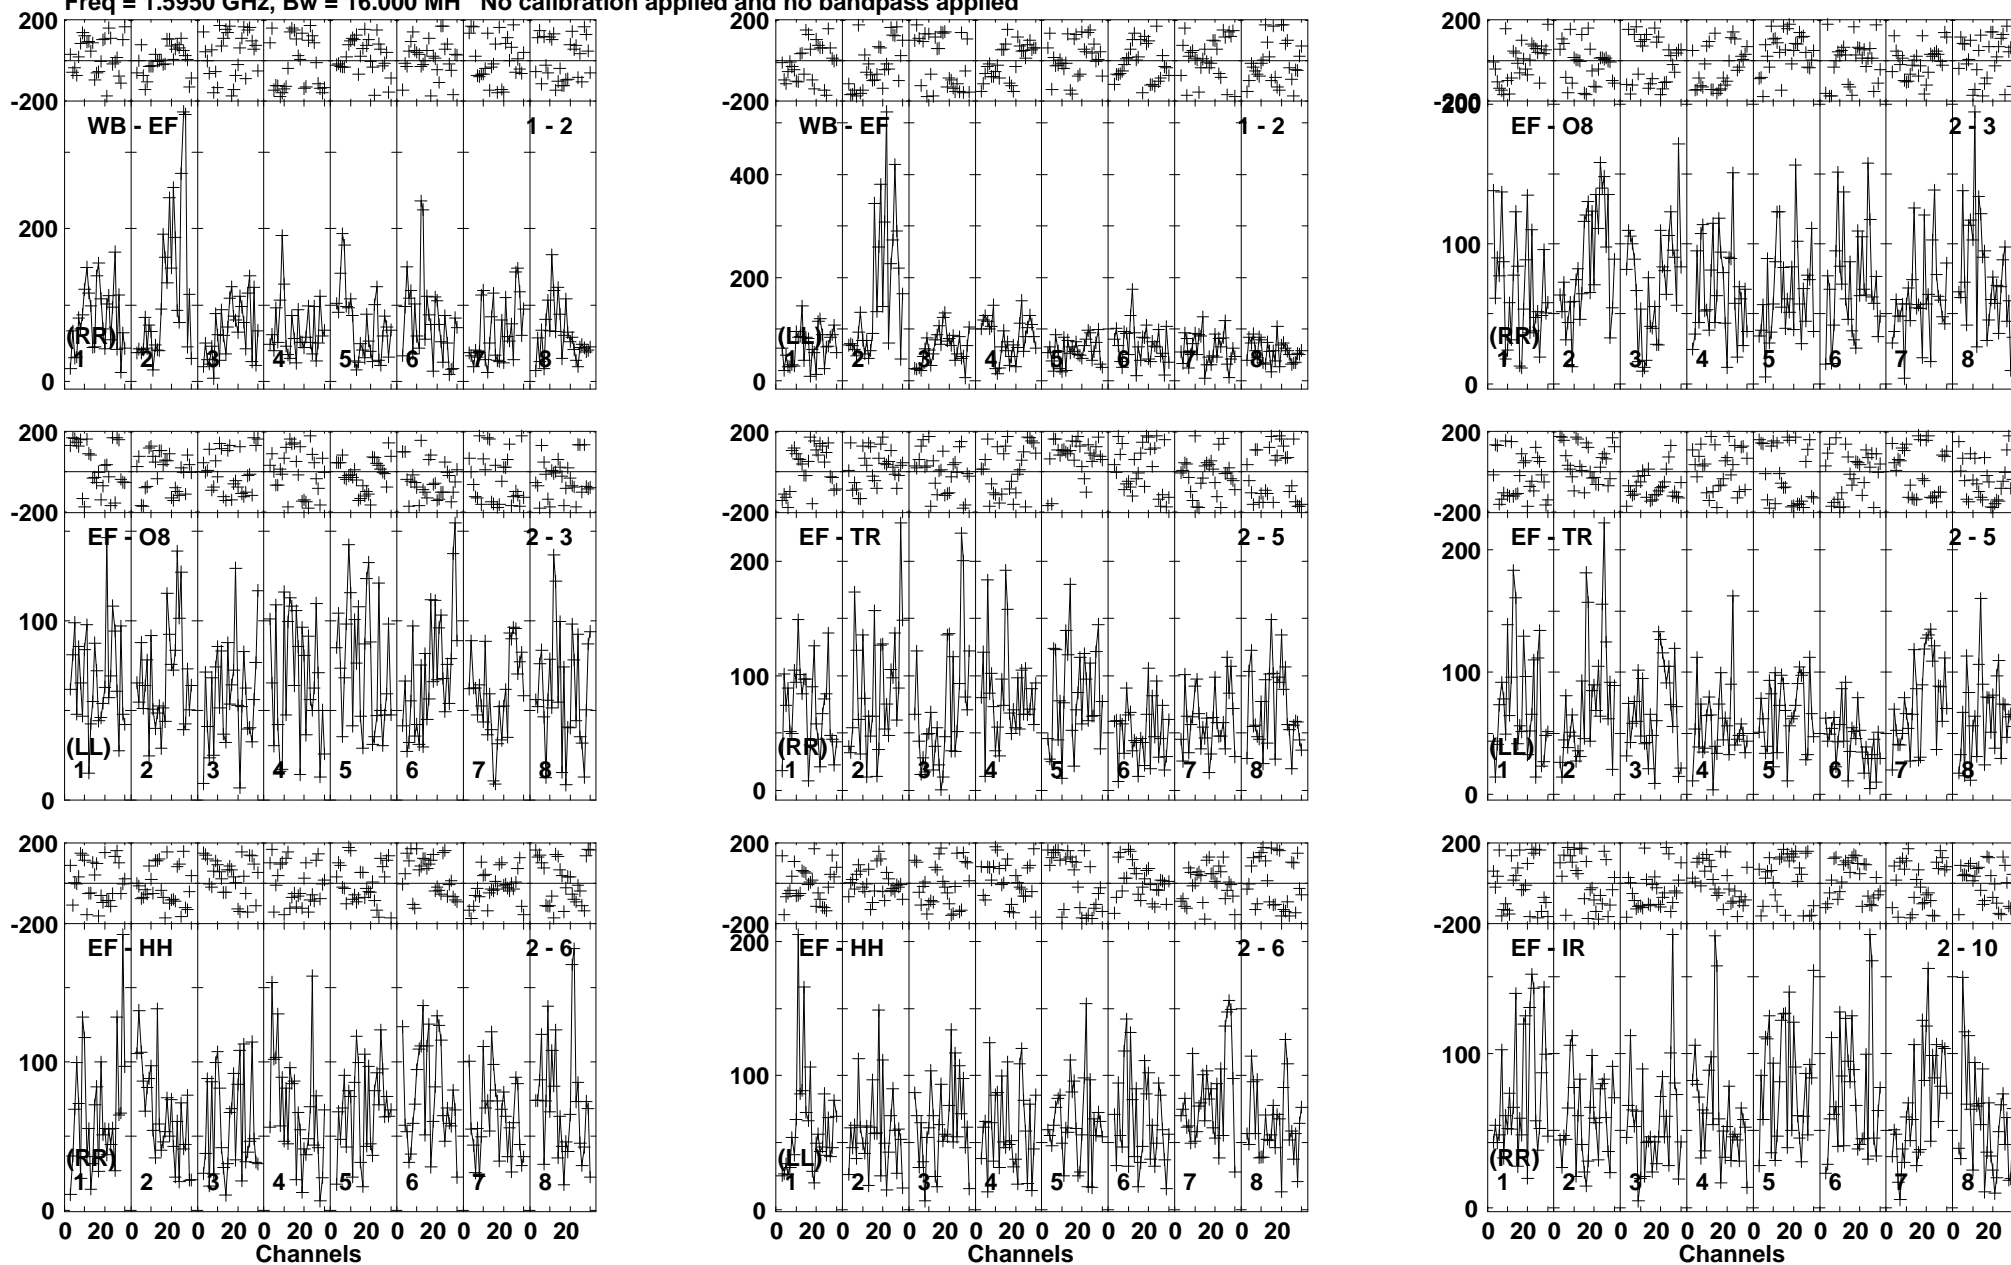 Freq = 1.5950 GHz, Bw = 16.000 MH No calibration applied and no bandpass applied
200 200 200
-200 -200 -200
200
WB - EF 1 - 2 WB - EF 1 - 2 EF - O8 2 - 3
400
200 200 100
(RR) (LL) (RR)
1 2 3 4 5 6 7 8 1 2 3 4 5 6 7 8 1 2 3 4 5 6 7 8
0 0 0
200 200 200
-200 -200 -200
EF - O8 2 - 3 EF - TR 2 - 5 EF - TR 2 - 5
200 200
100 100 100
(LL) (RR) (LL)
1 2 3 4 5 6 7 8 1 2 3 4 5 6 7 8 1 2 3 4 5 6 7 8
0 0 0
200 200 200
-200 -200 -200
EF - HH 2 - 6 EF - HH 2 - 6 EF - IR 2 - 10
200
100 100 100
(RR) (LL) (RR)
1 2 3 4 5 6 7 8 1 2 3 4 5 6 7 8 1 2 3 4 5 6 7 8
0 0 0
0 20 0 20 0 20 0 20 0 20 0 20 0 20 0 20 0 20 0 20 0 20 0 20 0 20 0 20 0 20 0 20 0 20 0 20 0 20 0 20 0 20 0 20 0 20 0 20
Channels Channels Channels